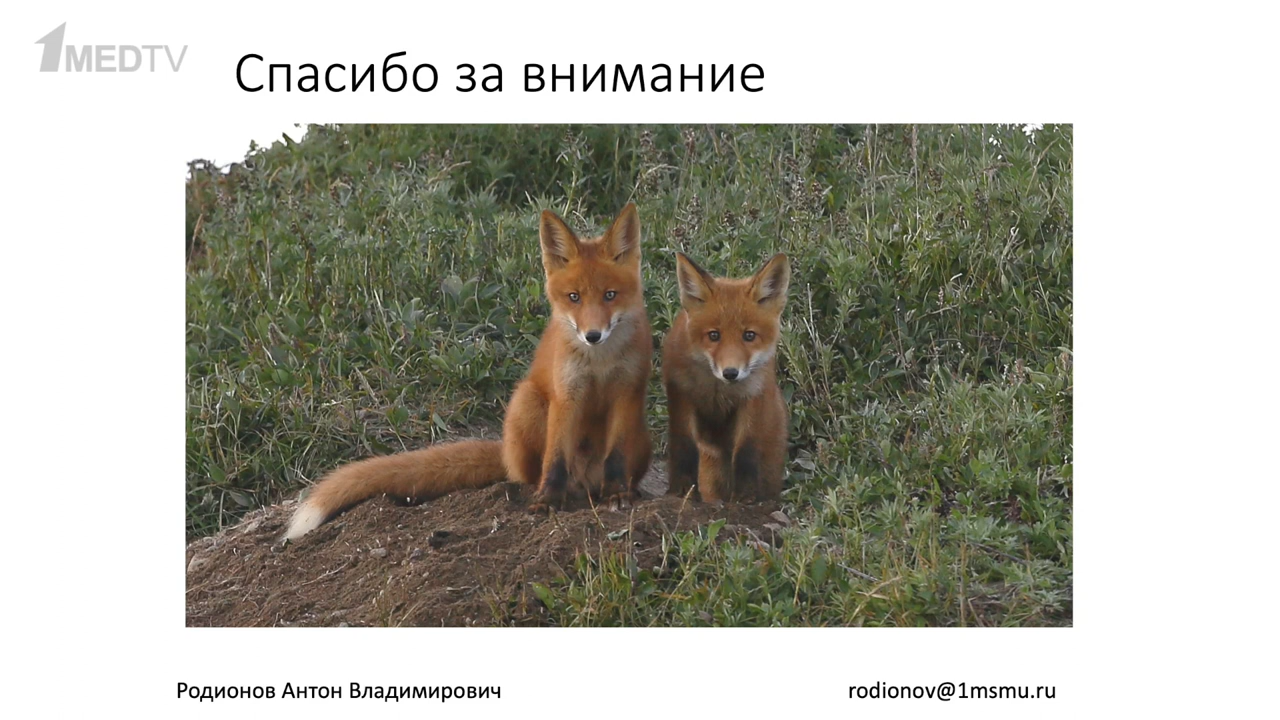 1MEDTV
Спасибо за внимание
Родионов Антон Владимирович
rodionov@1msmu.ru